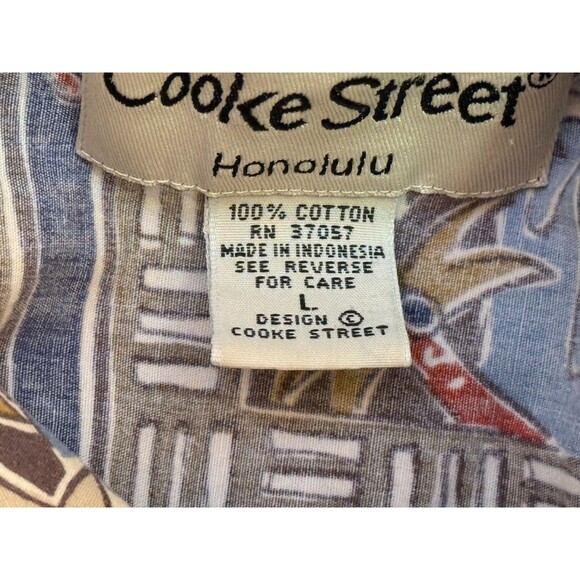 Cooke Street®
Honolulu
100% COTTON
RN 37057
MADE IN INDONESIA
SEE REVERSE
FOR CARE
L
DESIGN ©
COOKE STREET